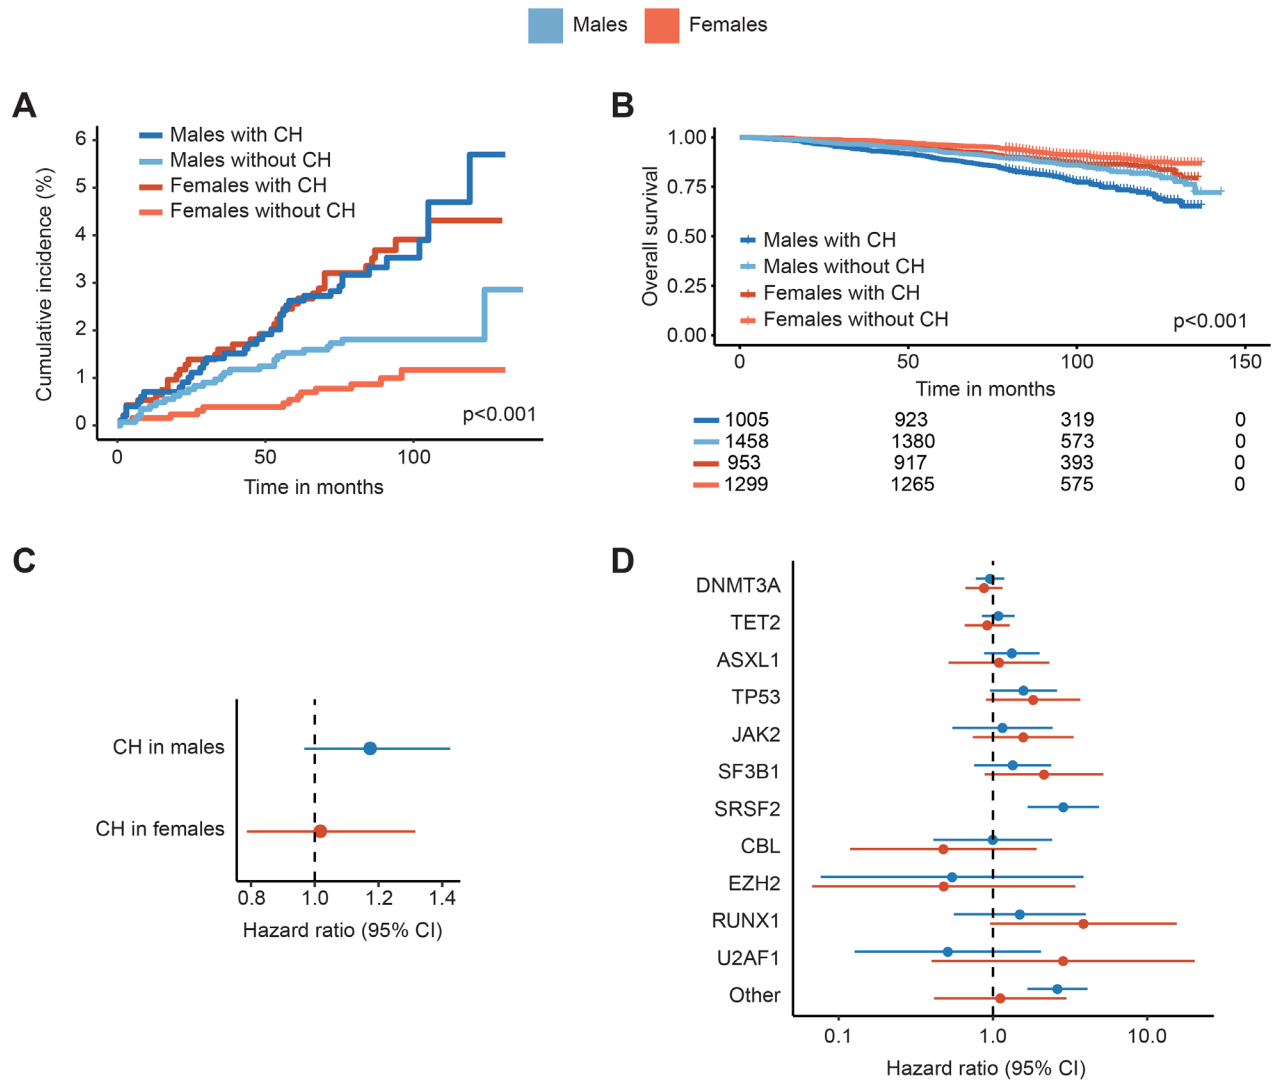 Males Females
A
Cumulative incidence (%)
6
5
4
3
2
1
0
Males with CH
Males without CH
Females with CH
Females without CH
p<0.001
0 50 100
Time in months
B
Overall survival
1.00
0.75
0.50
0.25
0.00
Males with CH
Males without CH
Females with CH
Females without CH
p<0.001
0 50 100 150
Time in months
1005 923 319 0
1458 1380 573 0
953 917 393 0
1299 1265 575 0
C
CH in males
CH in females
0.8 1.0 1.2 1.4
Hazard ratio (95% CI)
D
DNMT3A
TET2
ASXL1
TP53
JAK2
SF3B1
SRSF2
CBL
EZH2
RUNX1
U2AF1
Other
0.1 1.0 10.0
Hazard ratio (95% CI)